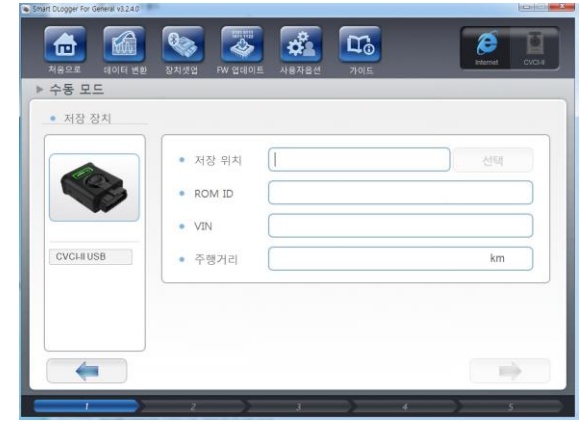 Smart DLogger For General v3.2.4.0
처음으로 데이터 변환 장치셋업 FW 업데이트 사용자옵션 가이드 Internet CVCI-II
수동 모드
저장 장치
저장 위치 선택
ROM ID
VIN
CVCI-II USB
주행거리 km
1 2 3 4 5